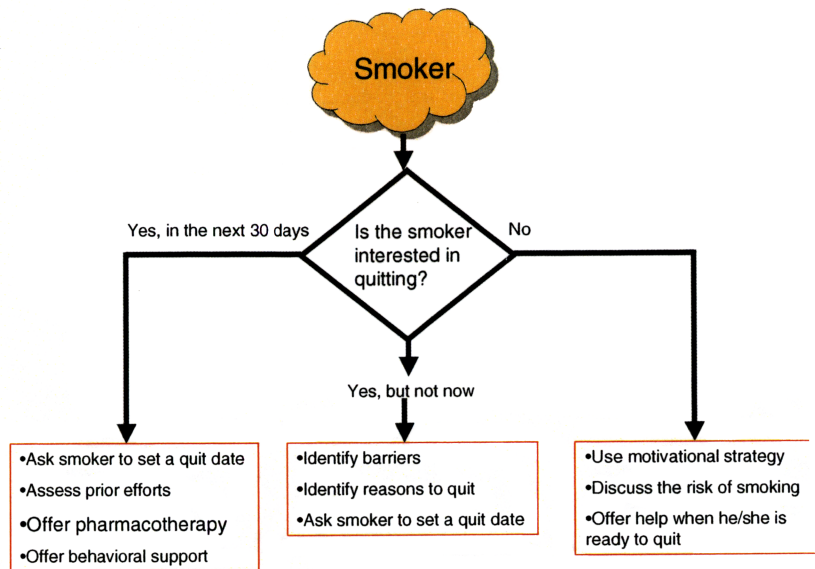 Smoker
Yes, in the next 30 days
Is the smoker
interested in
quitting?
No
Yes, but not now
•Ask smoker to set a quit date
•Assess prior efforts
•Offer pharmacotherapy
•Offer behavioral support
•Identify barriers
•Identify reasons to quit
•Ask smoker to set a quit date
•Use motivational strategy
•Discuss the risk of smoking
•Offer help when he/she is
ready to quit